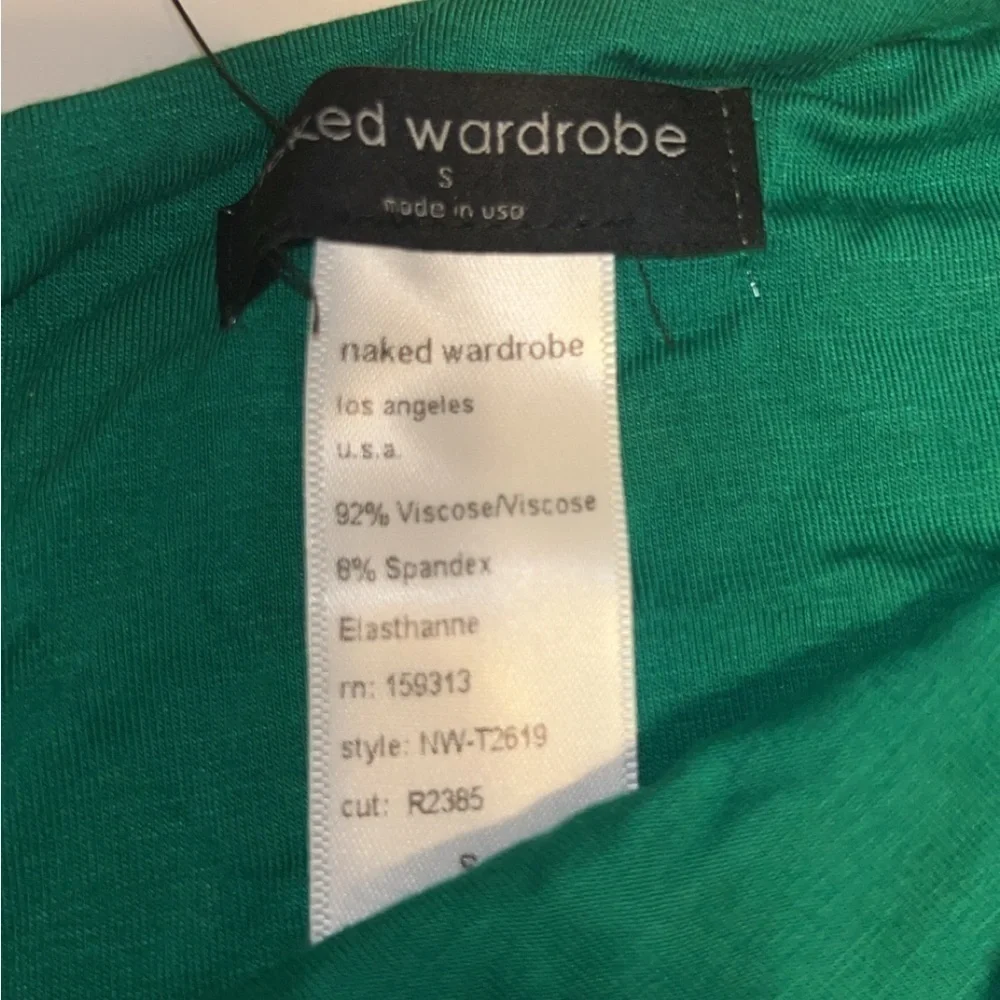 ked wardrobe
S
made in usa
naked wardrobe
los angeles
u.s.a.
92% Viscose/Viscose
8% Spandex
Elasthanne
rn: 159313
style: NW-T2619
cut: R2385
S